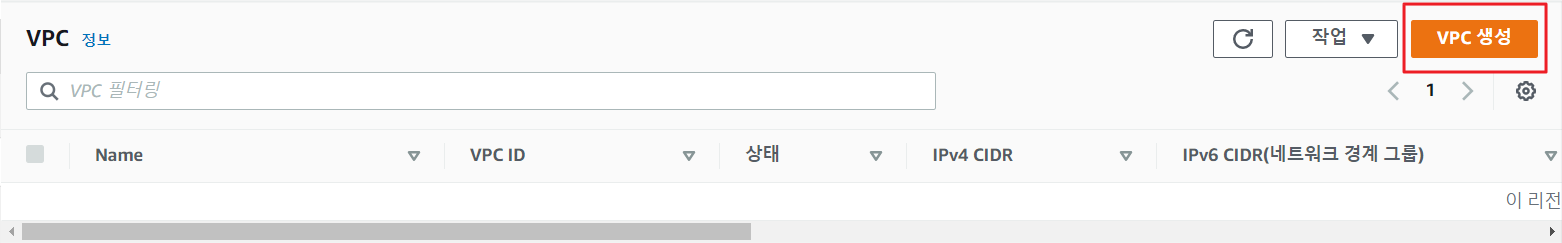 VPC 정보
작업
VPC 생성
VPC 필터링
1
Name
VPC ID
상태
IPv4 CIDR
IPv6 CIDR(네트워크 경계 그룹)
이 리전